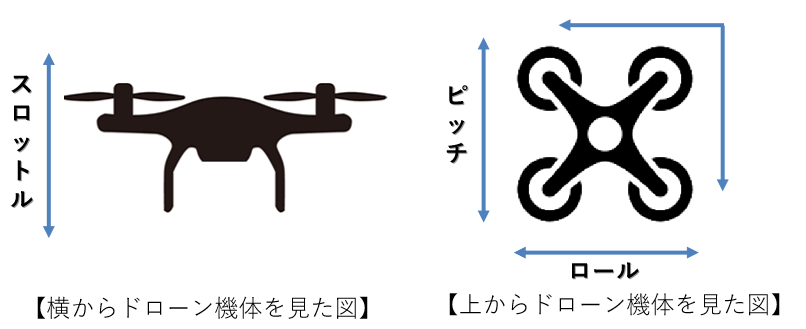 スロットル
ピッチ
ロール
【横からドローン機体を見た図】
【上からドローン機体を見た図】